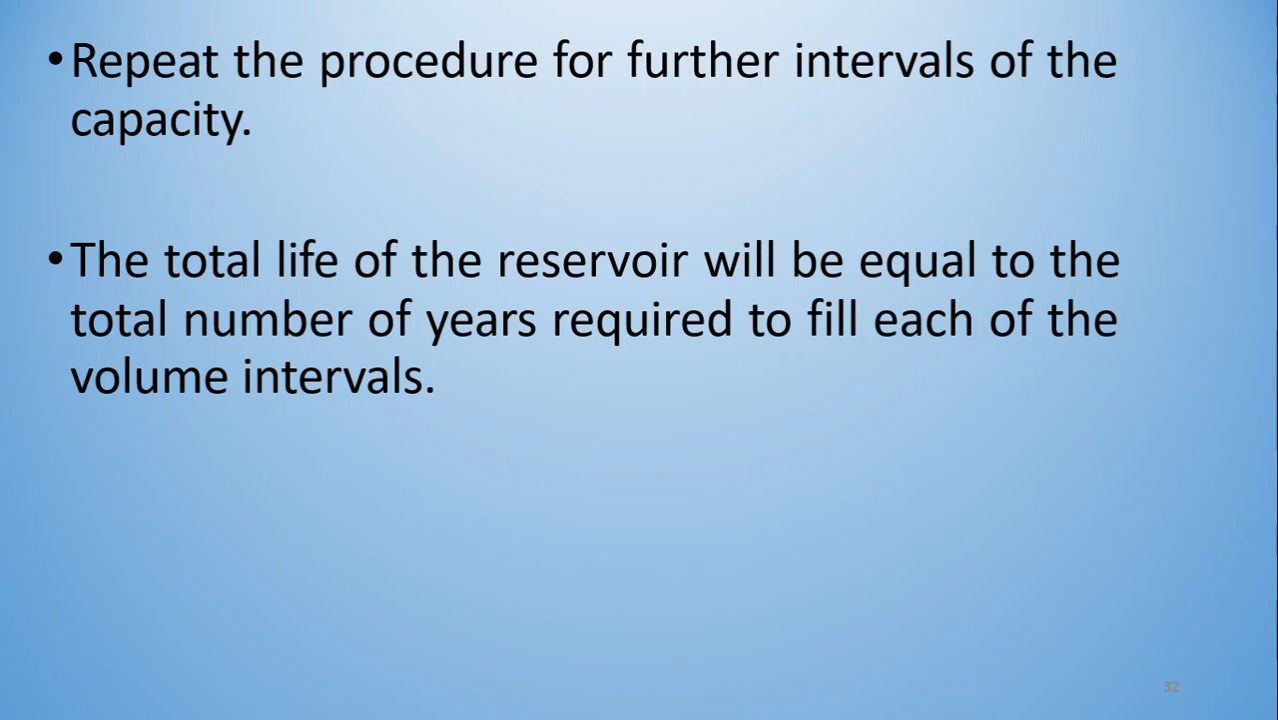 •Repeat the procedure for further intervals of the
capacity.
•The total life of the reservoir will be equal to the
total number of years required to fill each of the
volume intervals.
32